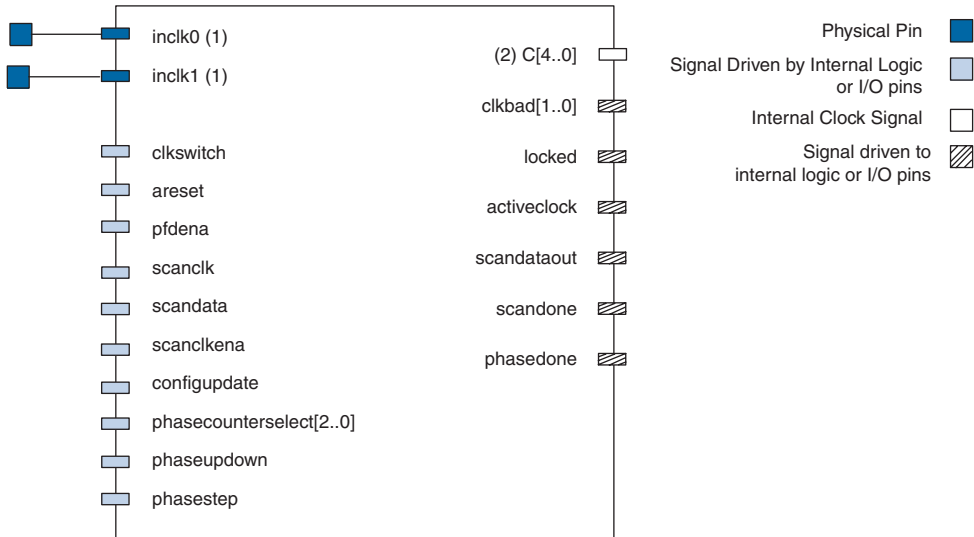 inclk0 (1)
inclk1 (1)
clkswitch
areset
pfdena
scanclk
scandata
scanclkena
configupdate
phasecounterselect[2..0]
phaseupdown
phasestep
(2) C[4..0]
clkbad[1..0]
locked
activeclock
scandataout
scandone
phasedone
Physical Pin
Signal Driven by Internal Logic
or I/O pins
Internal Clock Signal
Signal driven to
internal logic or I/O pins